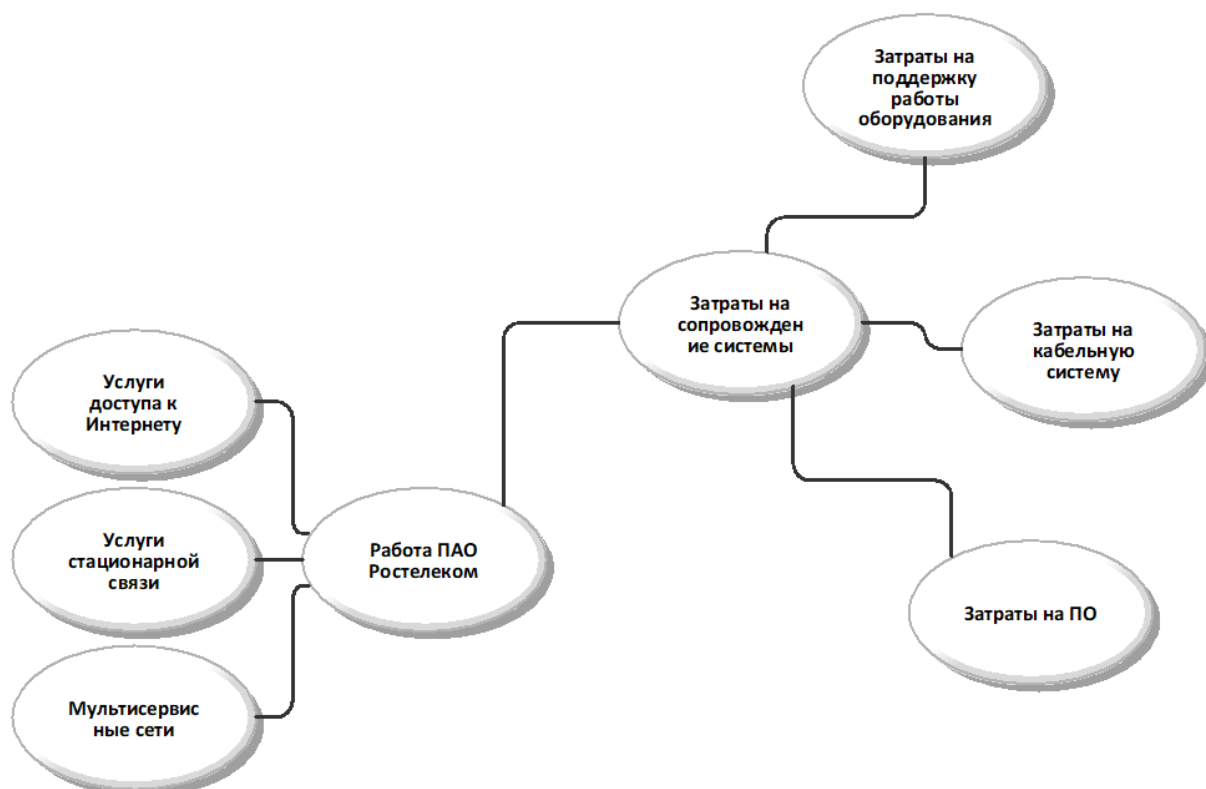 Затраты на
поддержку
работы
оборудования
Затраты на
сопровожден
ие системы
Затраты на
кабельную
систему
Услуги
доступа к
Интернету
Услуги
стационарной
связи
Работа ПАО
Ростелеком
Затраты на ПО
Мультисервис
ные сети